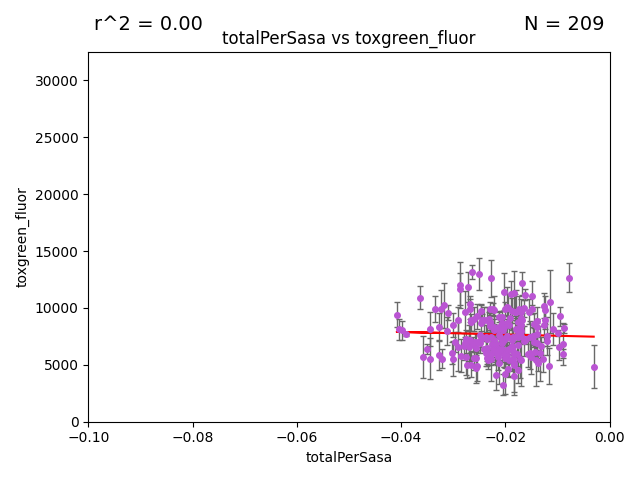 r^2 = 0.00
N = 209
totalPerSasa vs toxgreen_fluor
30000
25000
20000
15000
10000
5000
0
toxgreen_fluor
−0.10
−0.08
−0.06
−0.04
−0.02
0.00
totalPerSasa